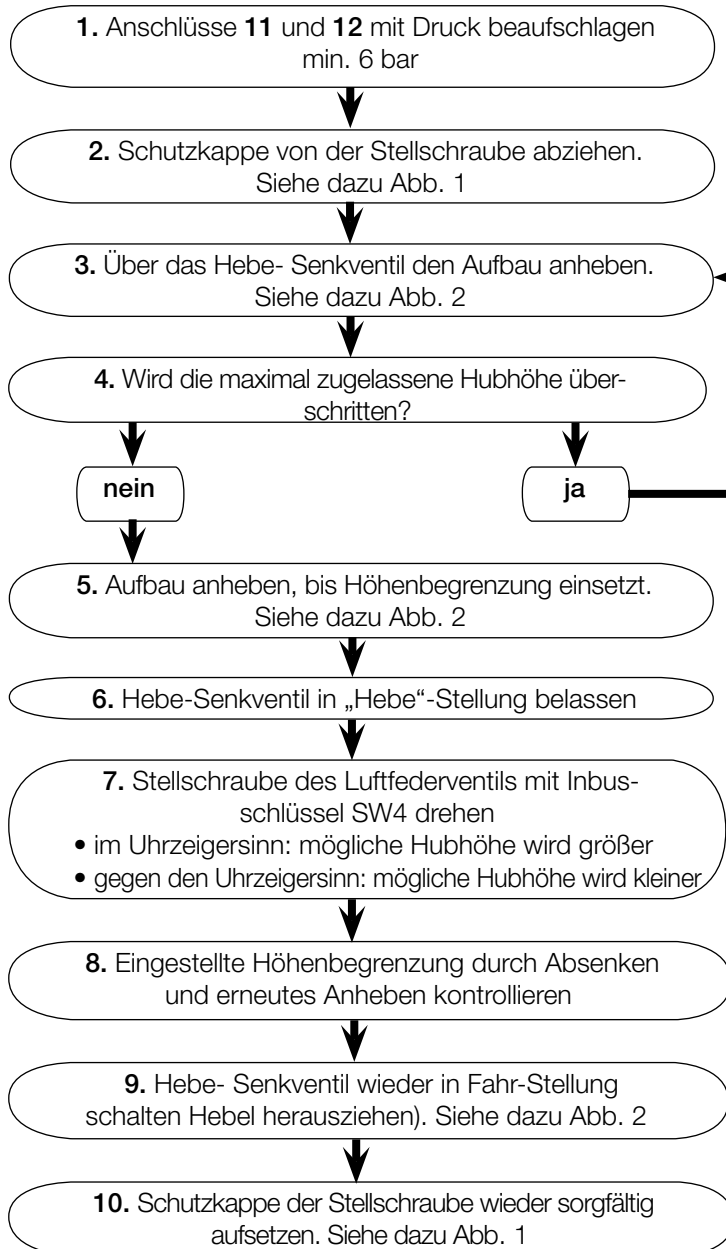 1. Anschlüsse 11 und 12 mit Druck beaufschlagen
min. 6 bar
2. Schutzkappe von der Stellschraube abziehen.
Siehe dazu Abb. 1
3. Über das Hebe- Senkventil den Aufbau anheben.
Siehe dazu Abb. 2
4. Wird die maximal zugelassene Hubhöhe über-
schritten?
nein
ja
5. Aufbau anheben, bis Höhenbegrenzung einsetzt.
Siehe dazu Abb. 2
6. Hebe-Senkventil in „Hebe“-Stellung belassen
7. Stellschraube des Luftfederventils mit Inbus-
schlüssel SW4 drehen
• im Uhrzeigersinn: mögliche Hubhöhe wird größer
• gegen den Uhrzeigersinn: mögliche Hubhöhe wird kleiner
8. Eingestellte Höhenbegrenzung durch Absenken
und erneutes Anheben kontrollieren
9. Hebe- Senkventil wieder in Fahr-Stellung
schalten Hebel herausziehen). Siehe dazu Abb. 2
10. Schutzkappe der Stellschraube wieder sorgfältig
aufsetzen. Siehe dazu Abb. 1